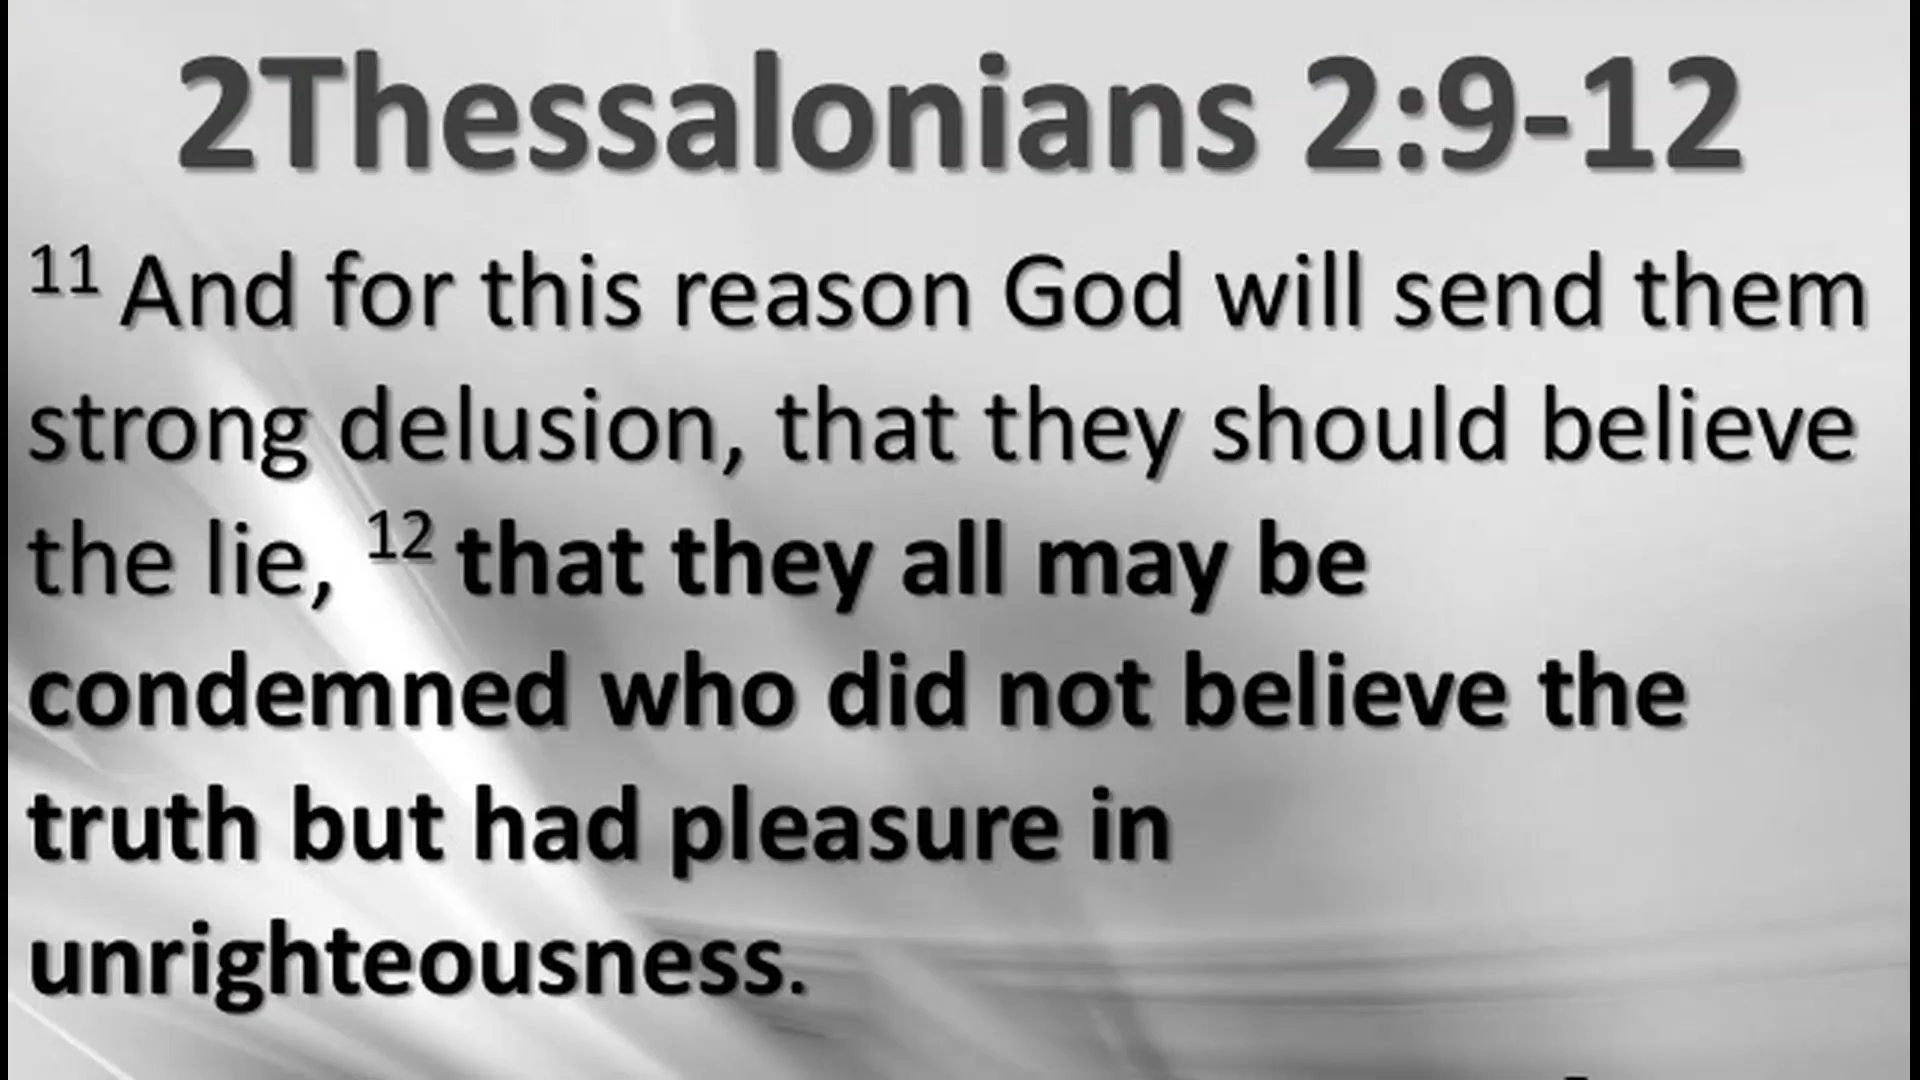 2Thessalonians 2:9-12
11 And for this reason God will send them
strong delusion, that they should believe
the lie, 12 that they all may be
condemned who did not believe the
truth but had pleasure in
unrighteousness.